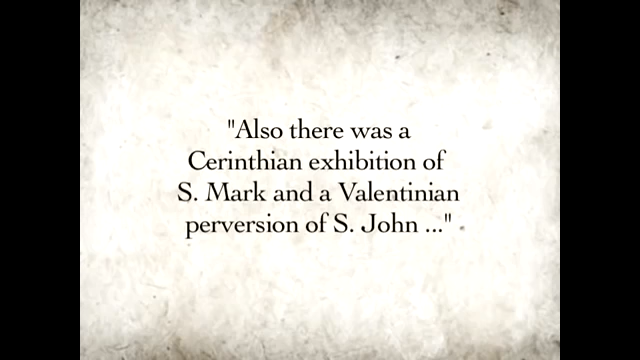 "Also there was a
Cerinthian exhibition of
S. Mark and a Valentinian
perversion of S. John ..."